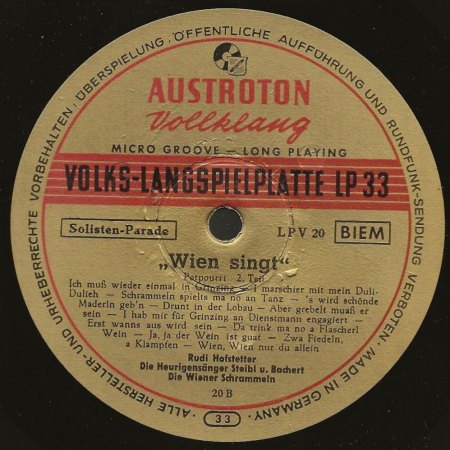 · ALLE HERSTELLER- UND URHEBERRECHTE VORBEHALTEN · ÜBERSPIELUNG, ÖFFENTLICHE AUFFÜHRUNG UND RUNDFUNK-SENDUNG VERBOTEN · MADE IN GERMANY ·
AUSTROTON
Vollklang
MICRO GROOVE — LONG PLAYING
VOLKS-LANGSPIELPLATTE LP 33
Solisten-Parade
LPV 20
BIEM
„Wien singt“
Potpourri 2. Teil
Ich muß wieder einmal in Grinzing — I marschier mit mein Duli-
Dulieh — Schrammeln spielts ma no an Tanz — 's wird schöne
Maderln geb'n — Drunt in der Lobau — Aber grebelt muaß er
sein — I hab mir für Grinzing an Dienstmann engagiert —
Erst wanns aus wird sein — Da trink ma no a Flascherl
Wein — Ja, ja der Wein ist guat — Zwa Fiedeln,
a Klampfen — Wien, Wien nur du allein
Rudi Hofstetter
Die Heurigensänger Steibl u. Bachert
Die Wiener Schrammeln
20 B
33